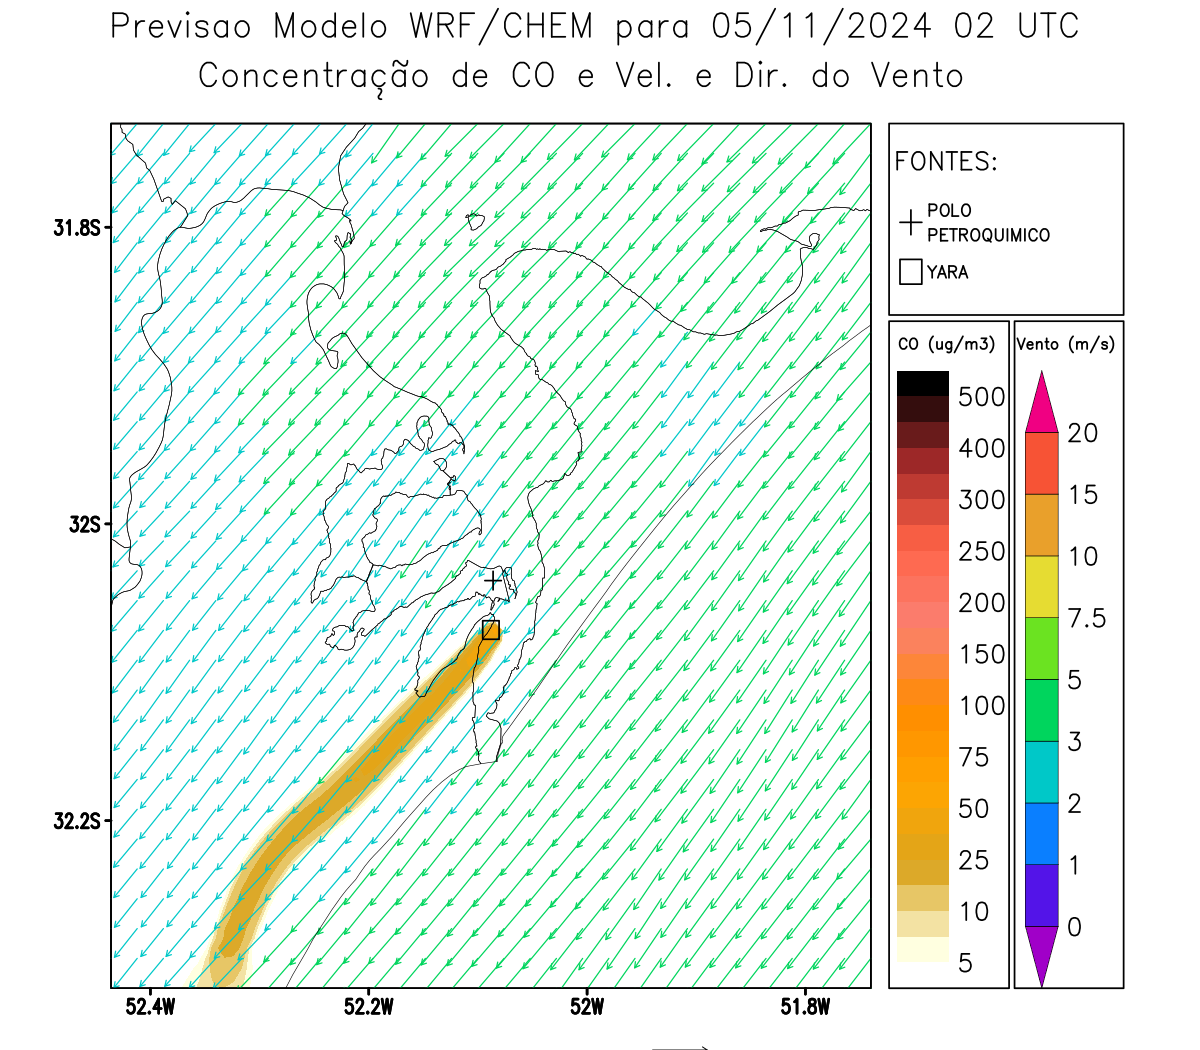 Previsao Modelo WRF/CHEM para 05/11/2024 02 UTC
Concentração de CO e Vel. e Dir. do Vento
FONTES:
POLO
PETROQUIMICO
YARA
CO (ug/m3)
500
400
300
250
200
150
100
75
50
25
10
5
Vento (m/s)
20
15
10
7.5
5
3
2
1
0
31.8S
32S
32.2S
52.4W
52.2W
52W
51.8W